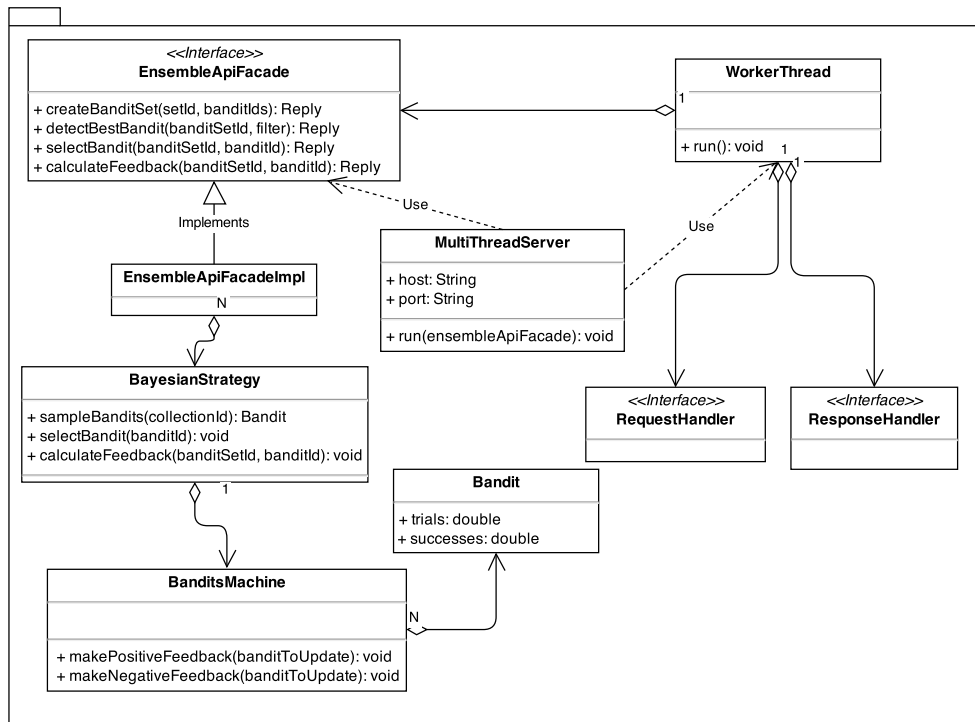 <<Interface>>
EnsembleApiFacade
+ createBanditSet(setId, banditIds): Reply
+ detectBestBandit(banditSetId, filter): Reply
+ selectBandit(banditSetId, banditId): Reply
+ calculateFeedback(banditSetId, banditId): Reply
WorkerThread
1
+ run(): void
1
1
Use
Use
Implements
MultiThreadServer
+ host: String
+ port: String
+ run(ensembleApiFacade): void
EnsembleApiFacadeImpl
N
BayesianStrategy
+ sampleBandits(collectionId): Bandit
+ selectBandit(banditId): void
+ calculateFeedback(banditSetId, banditId): void
1
<<Interface>>
RequestHandler
<<Interface>>
ResponseHandler
Bandit
+ trials: double
+ successes: double
BanditsMachine
N
+ makePositiveFeedback(banditToUpdate): void
+ makeNegativeFeedback(banditToUpdate): void